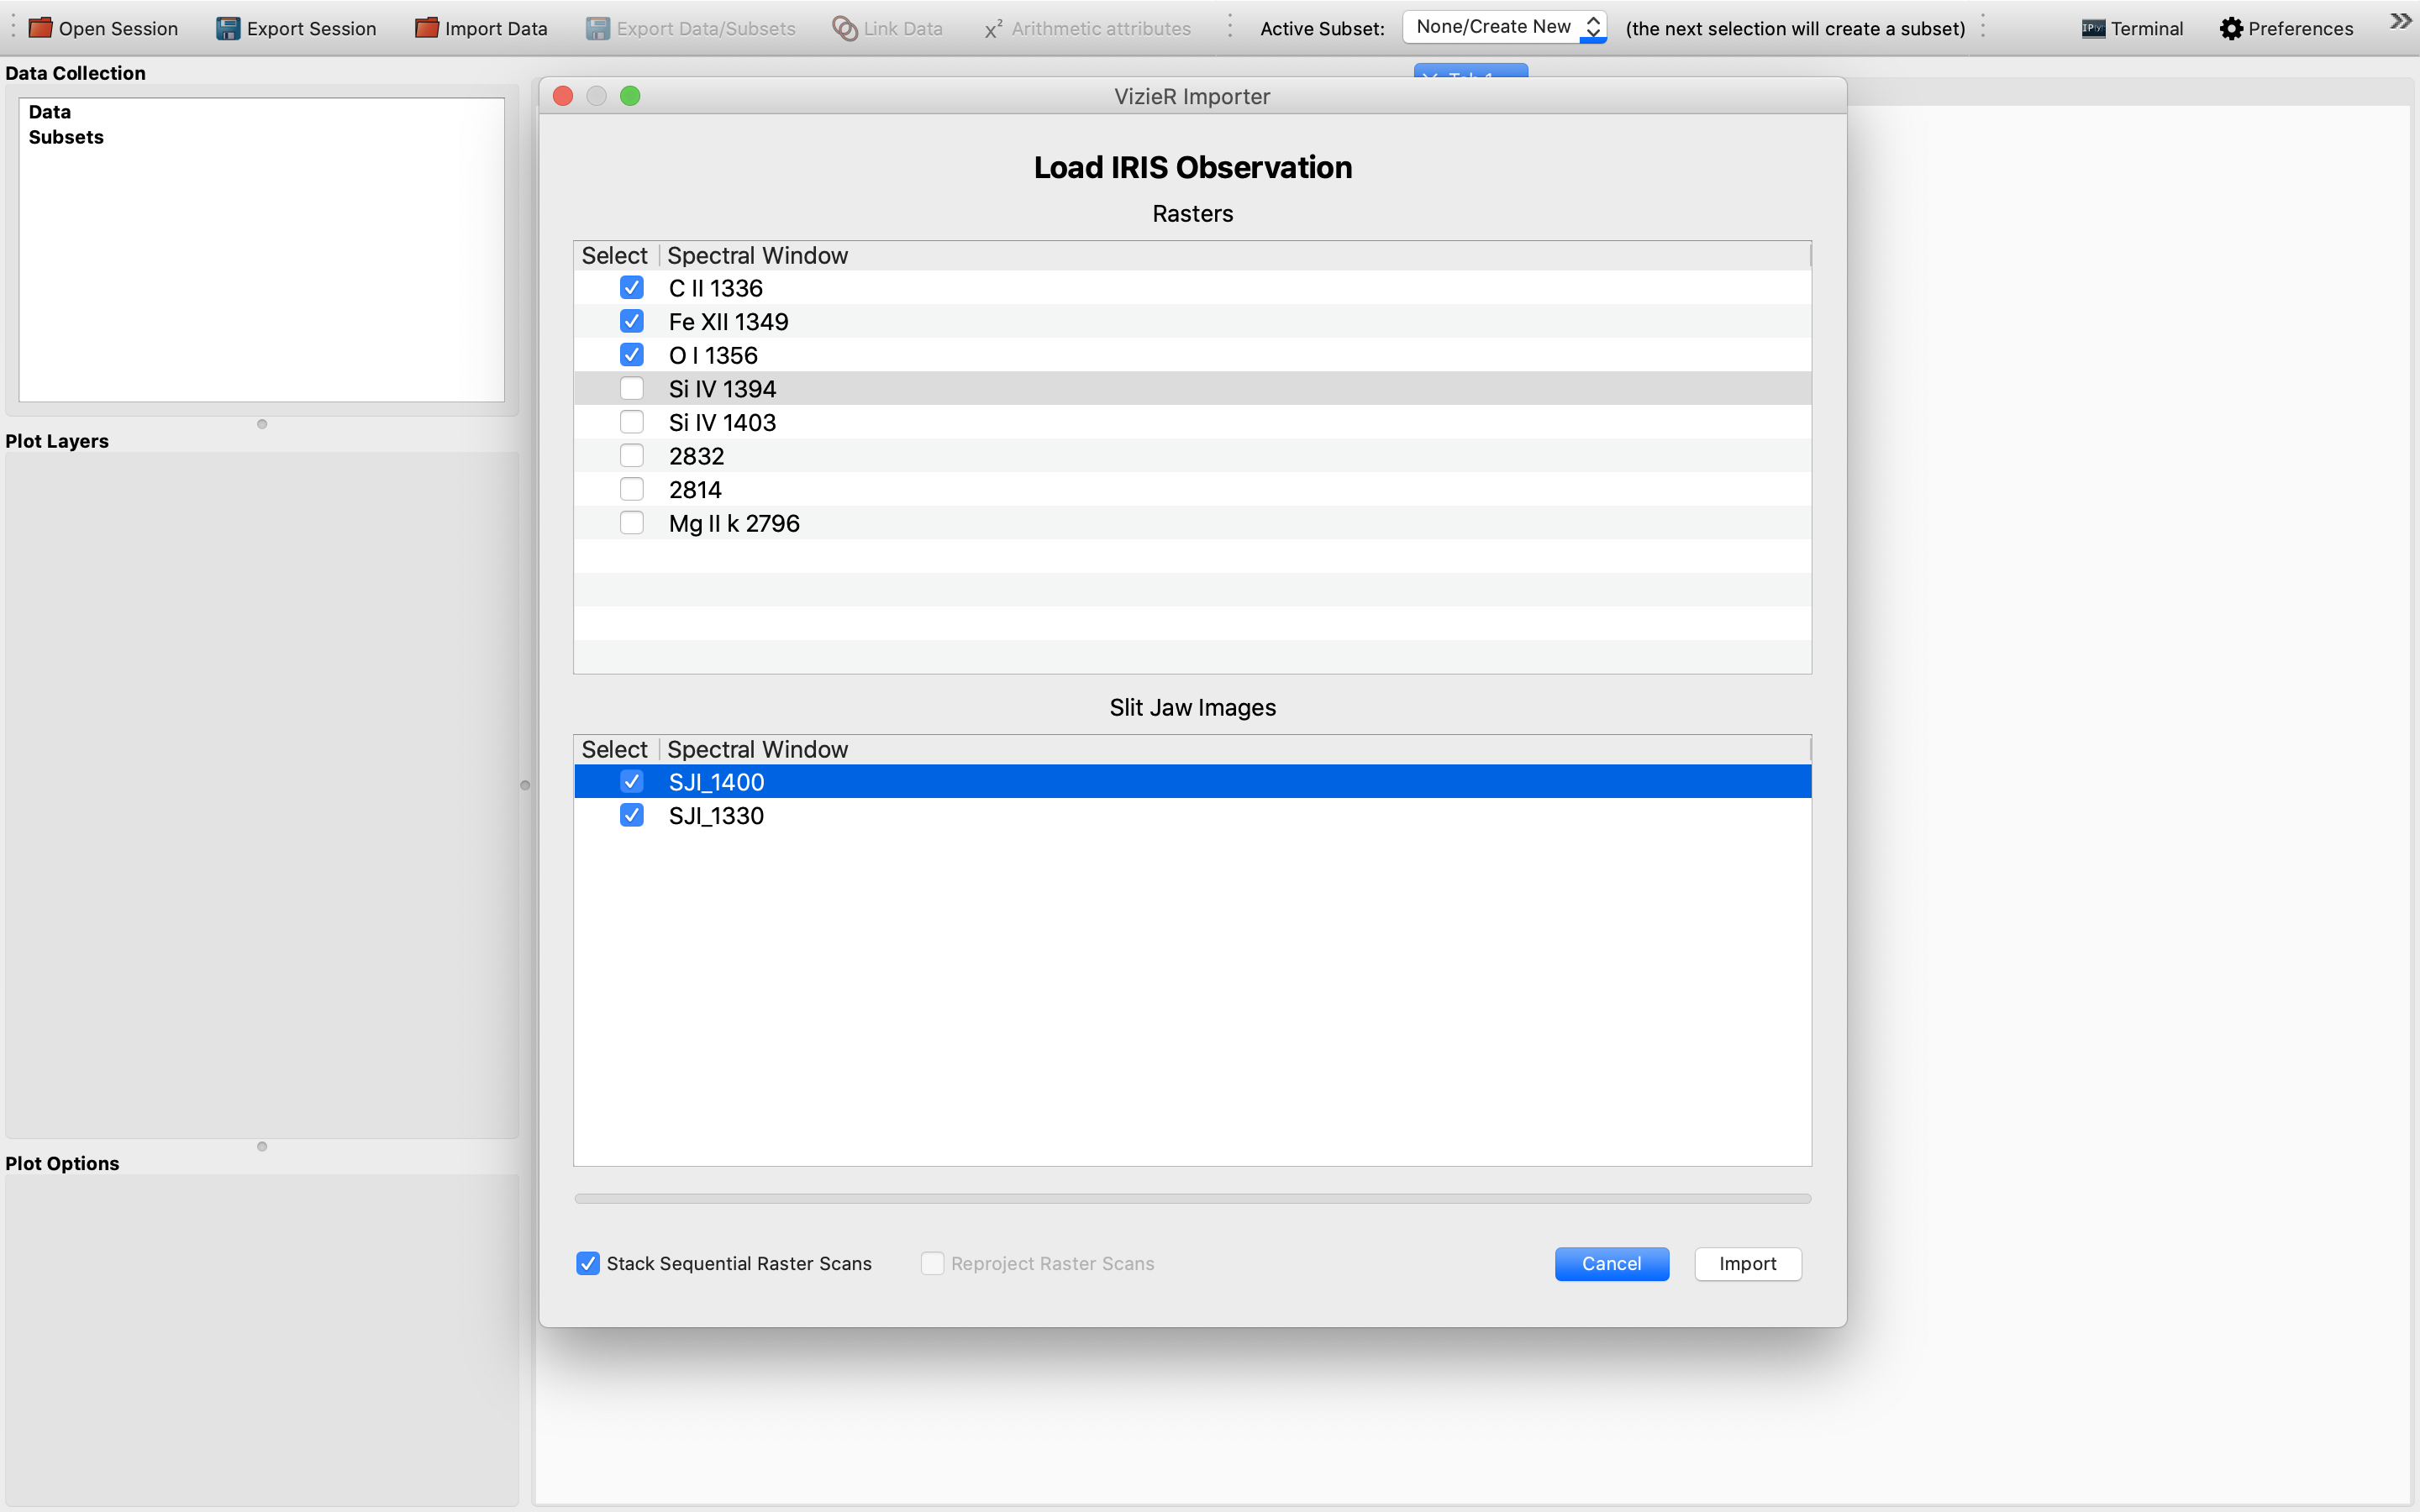 Open Session Export Session Import Data Export Data/Subsets Link Data x² Arithmetic attributes Active Subset: None/Create New (the next selection will create a subset) Terminal Preferences
Data Collection
Data
Subsets
Plot Layers
Plot Options
VizieR Importer
Load IRIS Observation
Rasters
Select Spectral Window
C II 1336
Fe XII 1349
O I 1356
Si IV 1394
Si IV 1403
2832
2814
Mg II k 2796
Slit Jaw Images
Select Spectral Window
SJI_1400
SJI_1330
Stack Sequential Raster Scans Reproject Raster Scans Cancel Import